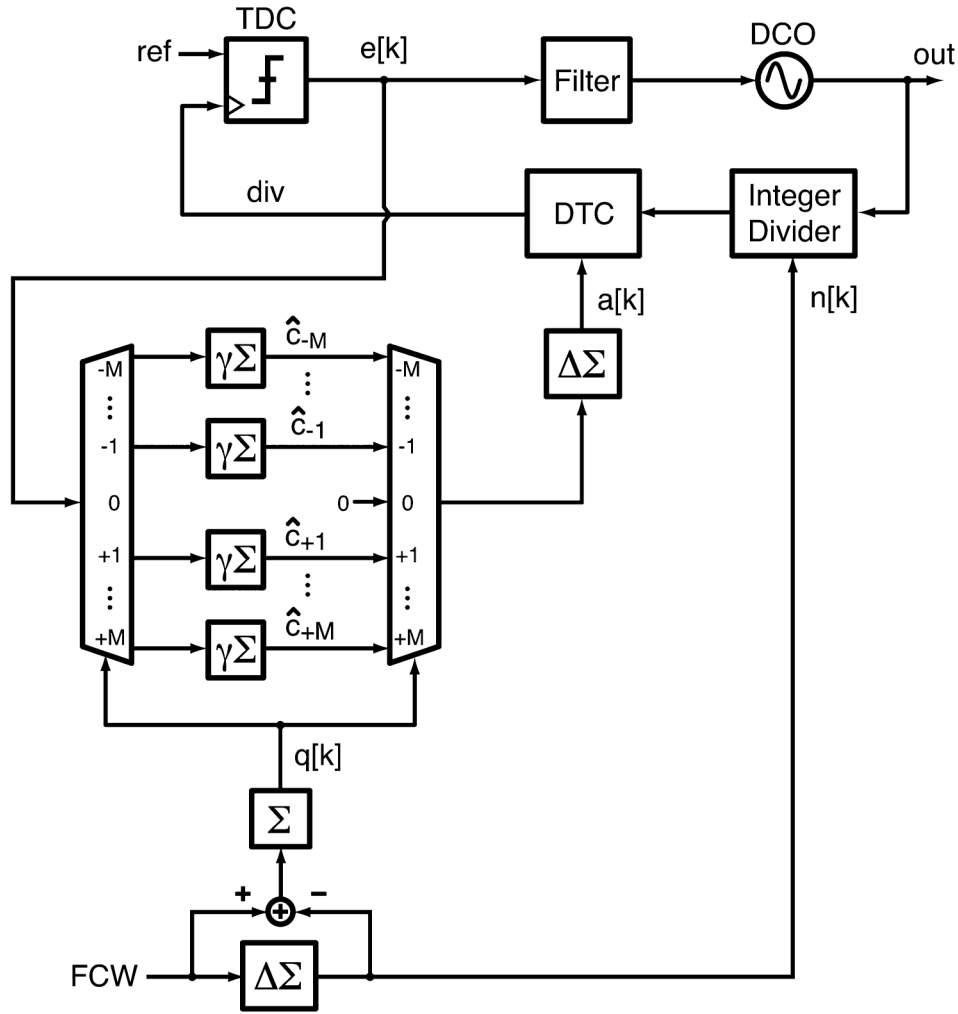 TDC
DCO
ref
e[k]
out
Filter
div
DTC
Integer
Divider
a[k]
n[k]
ΔΣ
-M
γΣ
ĉ-M
-M
⋮
⋮
⋮
-1
γΣ
ĉ-1
-1
0
0
0
+1
γΣ
ĉ+1
+1
⋮
⋮
⋮
+M
γΣ
ĉ+M
+M
q[k]
Σ
+
−
+
FCW
ΔΣ